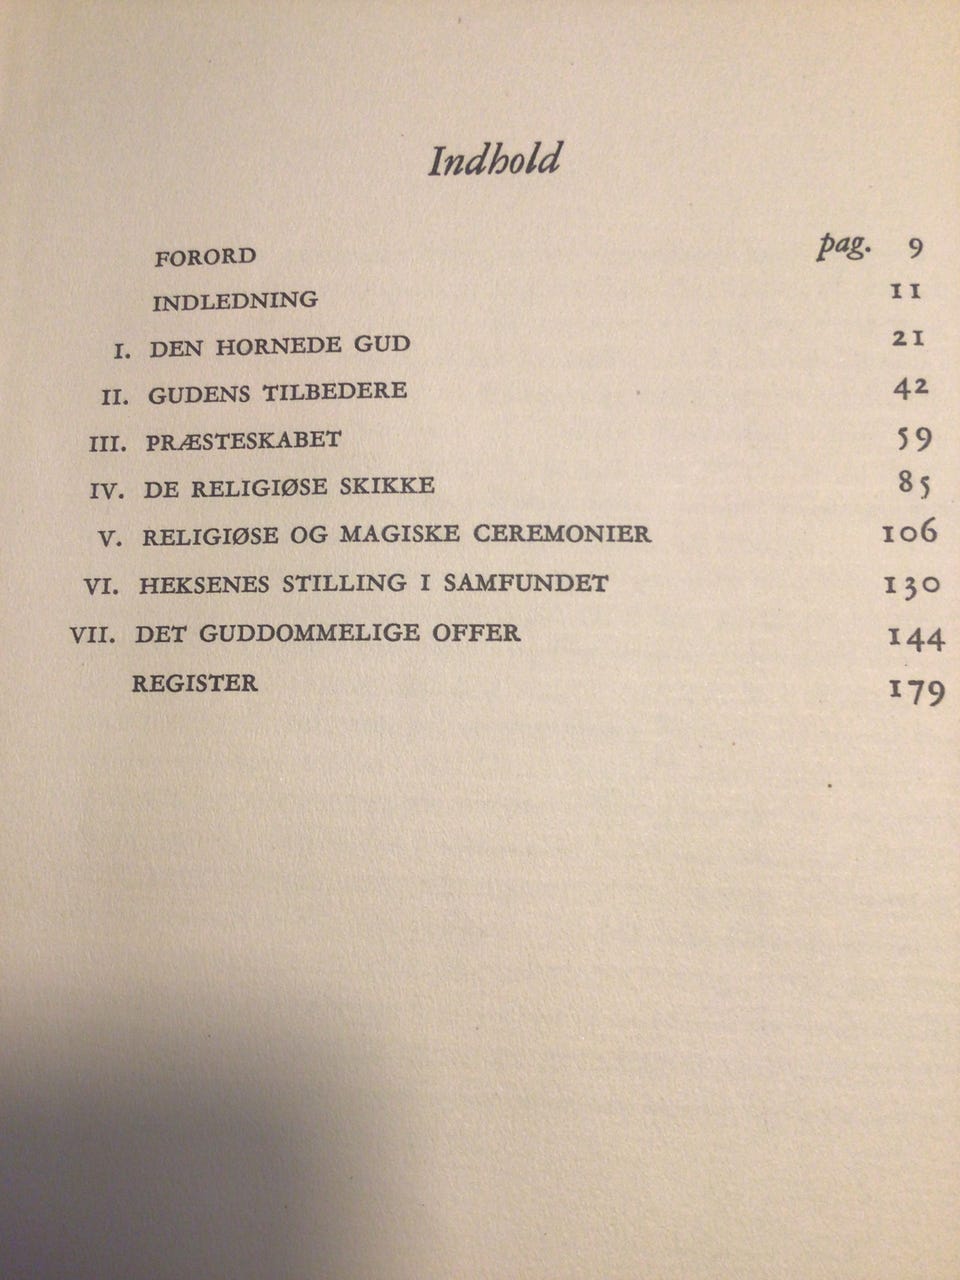 Indhold
FORORD pag. 9
INDLEDNING 11
I. DEN HORNEDE GUD 21
II. GUDENS TILBEDERE 42
III. PRÆSTESKABET 59
IV. DE RELIGIØSE SKIKKE 85
V. RELIGIØSE OG MAGISKE CEREMONIER 106
VI. HEKSENES STILLING I SAMFUNDET 130
VII. DET GUDDOMMELIGE OFFER 144
REGISTER 179